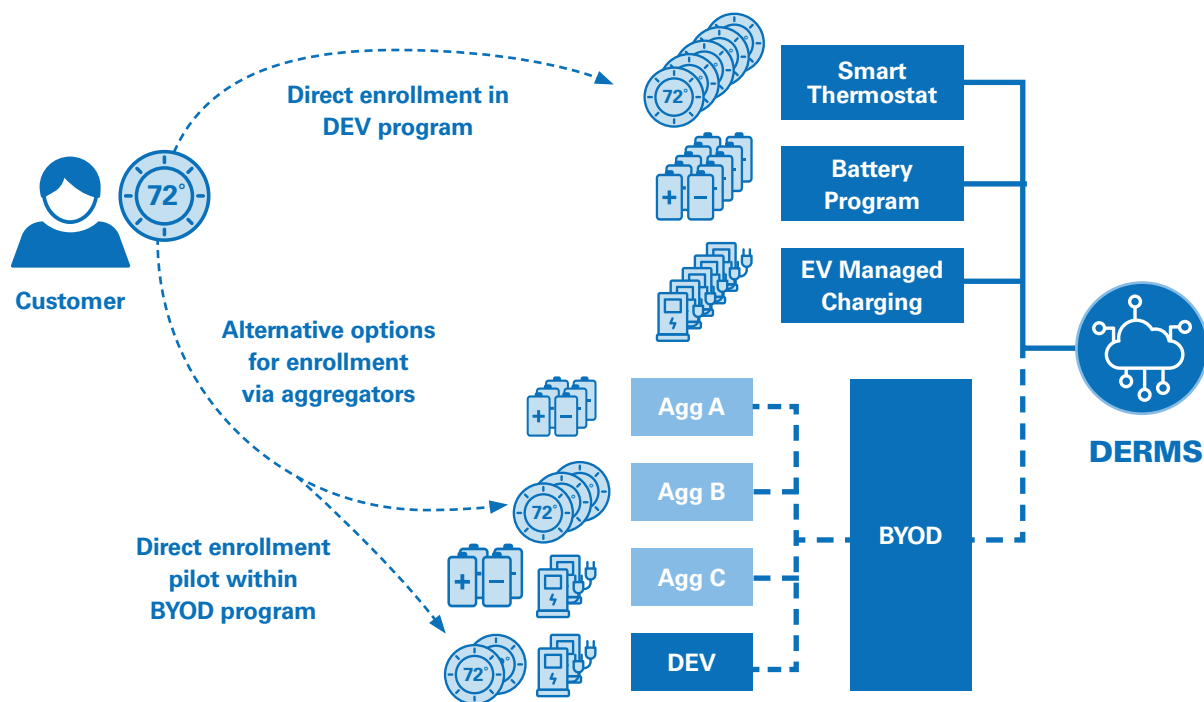 72°
Customer
Direct enrollment in
DEV program
72°
Smart
Thermostat
+ −
Battery
Program
EV Managed
Charging
DERMS
Alternative options
for enrollment
via aggregators
+ −
Agg A
72°
Agg B
Direct enrollment
pilot within
BYOD program
+ −
Agg C
72°
DEV
BYOD